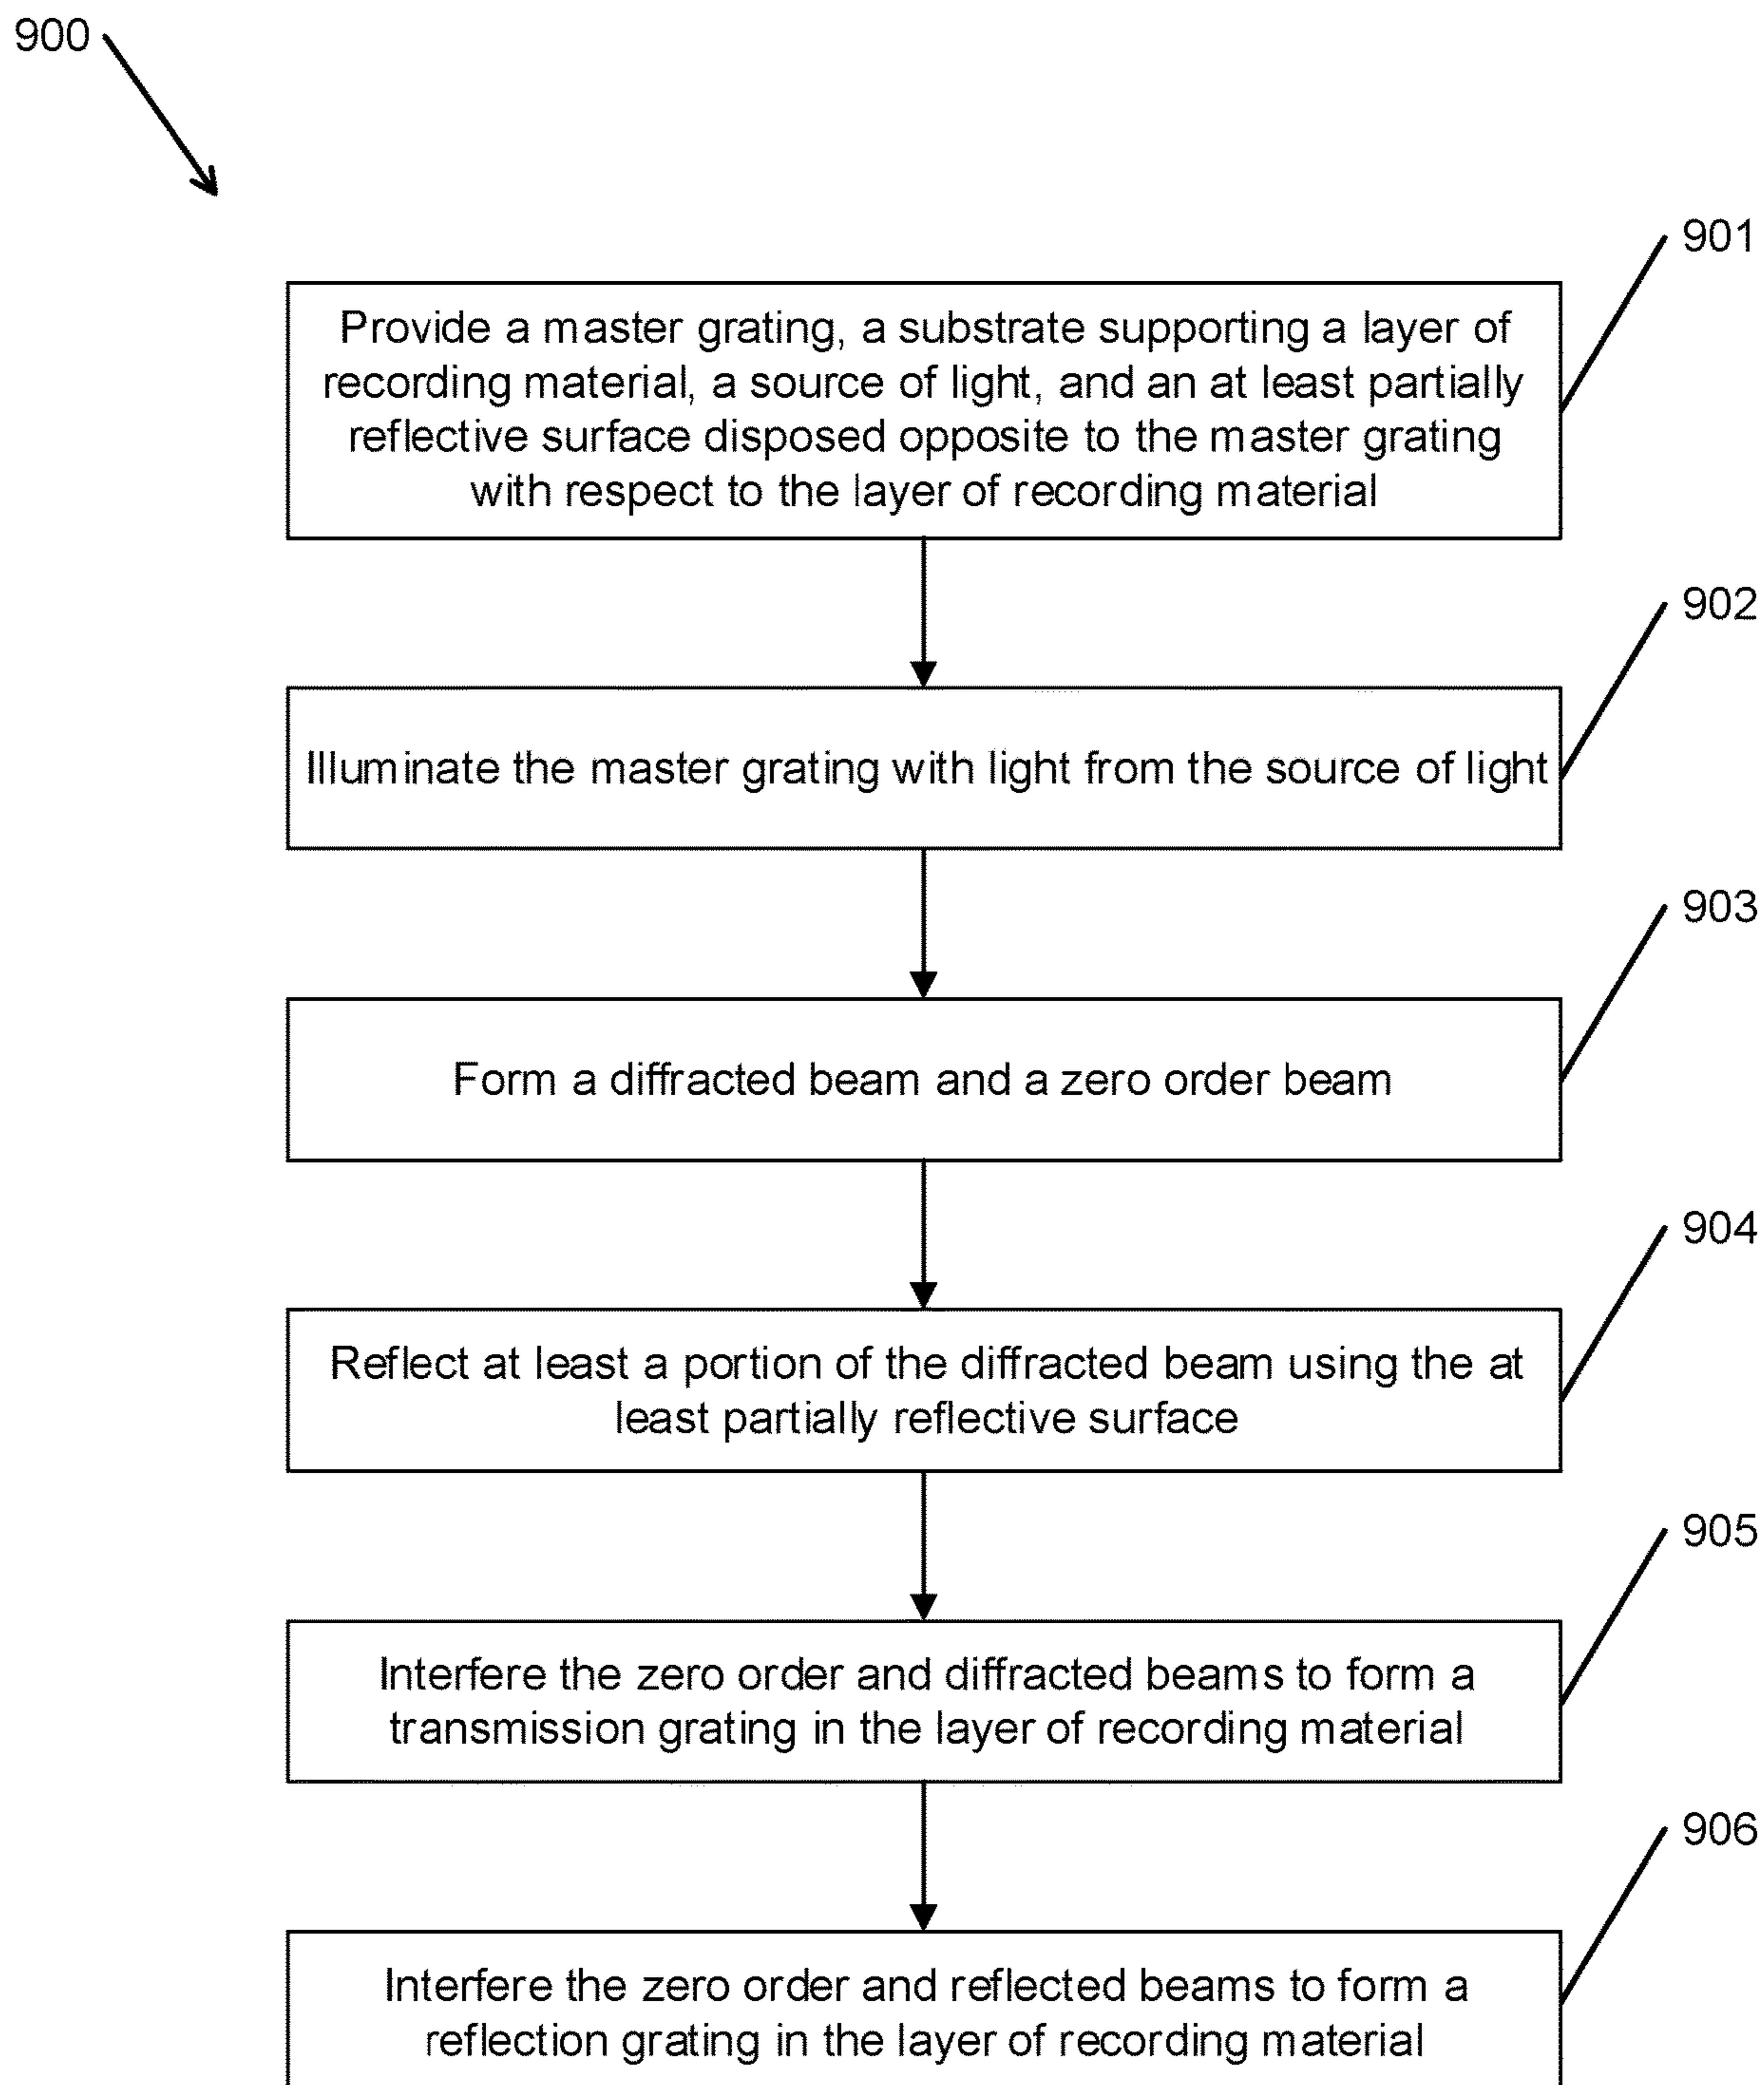 900
901
Provide a master grating, a substrate supporting a layer of
recording material, a source of light, and an at least partially
reflective surface disposed opposite to the master grating
with respect to the layer of recording material
902
Illuminate the master grating with light from the source of light
903
Form a diffracted beam and a zero order beam
904
Reflect at least a portion of the diffracted beam using the at
least partially reflective surface
905
Interfere the zero order and diffracted beams to form a
transmission grating in the layer of recording material
906
Interfere the zero order and reflected beams to form a
reflection grating in the layer of recording material